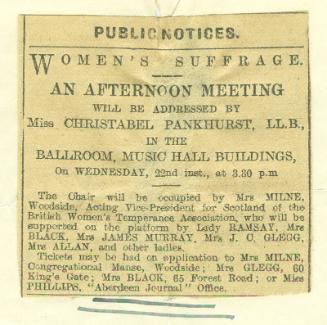 PUBLIC NOTICES.
WOMEN'S SUFFRAGE.
AN AFTERNOON MEETING
WILL BE ADDRESSED BY
Miss CHRISTABEL PANKHURST, LL.B.,
IN THE
BALLROOM, MUSIC HALL BUILDINGS,
On WEDNESDAY, 22nd inst., at 3.30 p.m
The Chair will be occupied by Mrs MILNE,
Woodside, Acting Vice-President for Scotland of the
British Women's Temperance Association, who will be
supported on the platform by Lady RAMSAY, Mrs
BLACK, Mrs JAMES MURRAY, Mrs J. C. GLEGG,
Mrs ALLAN, and other ladies.
Tickets may be had on application to Mrs MILNE,
Congregational Manse, Woodside; Mrs GLEGG, 60
King's Gate; Mrs BLACK, 65 Forest Road; or Miss
PHILLIPS, "Aberdeen Journal" Office.